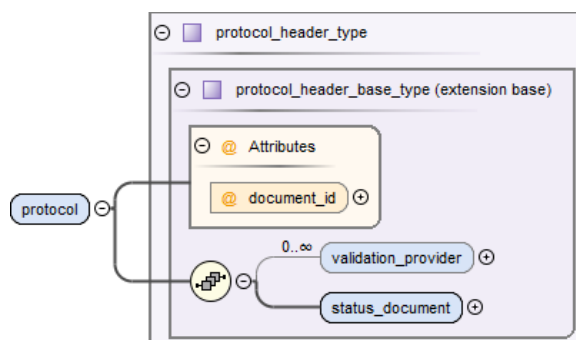 protocol_header_type
protocol_header_base_type (extension base)
@ Attributes
@ document_id
protocol
0..∞
validation_provider
status_document